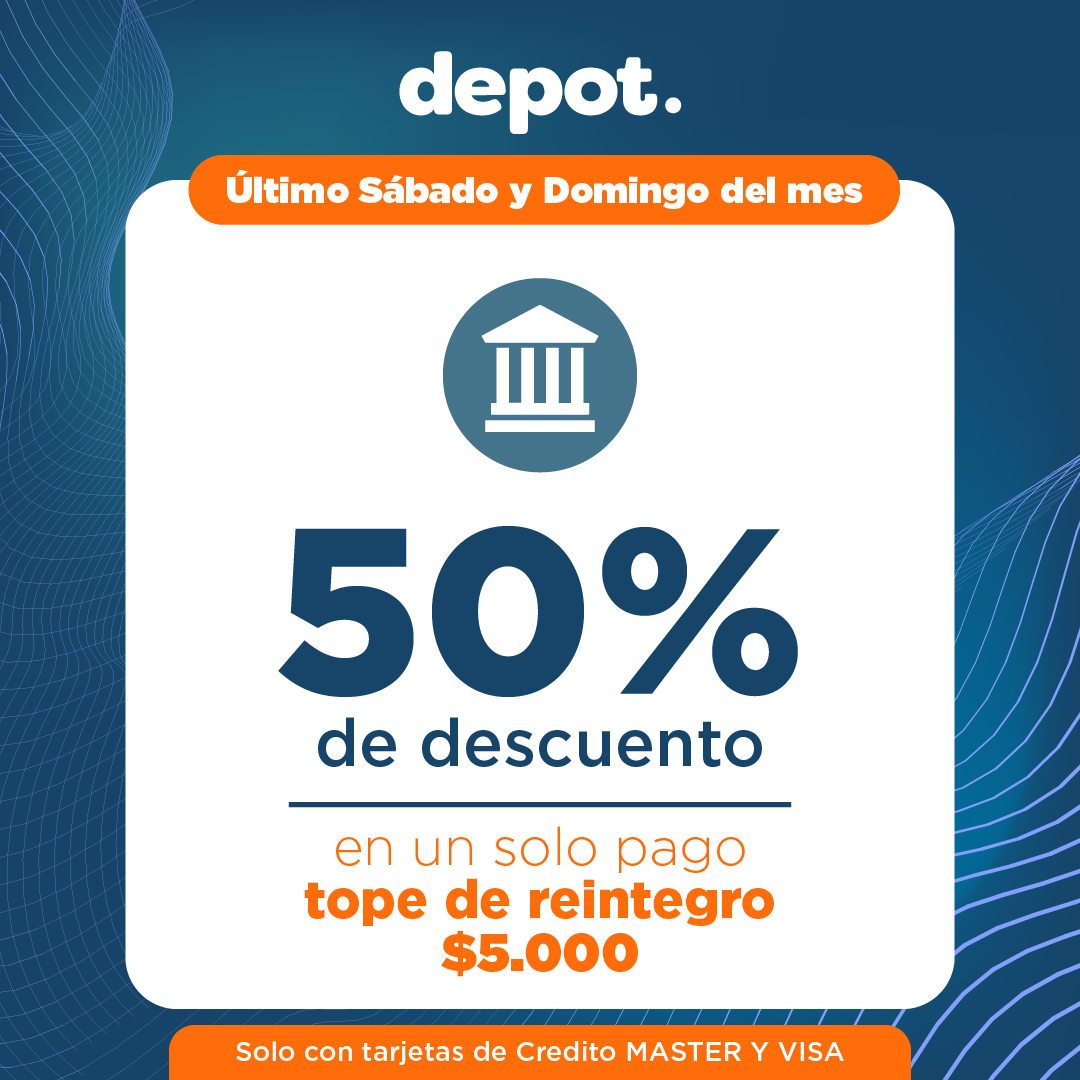 depot.
Último Sábado y Domingo del mes
50%
de descuento
en un solo pago
tope de reintegro
$5.000
Solo con tarjetas de Credito MASTER Y VISA